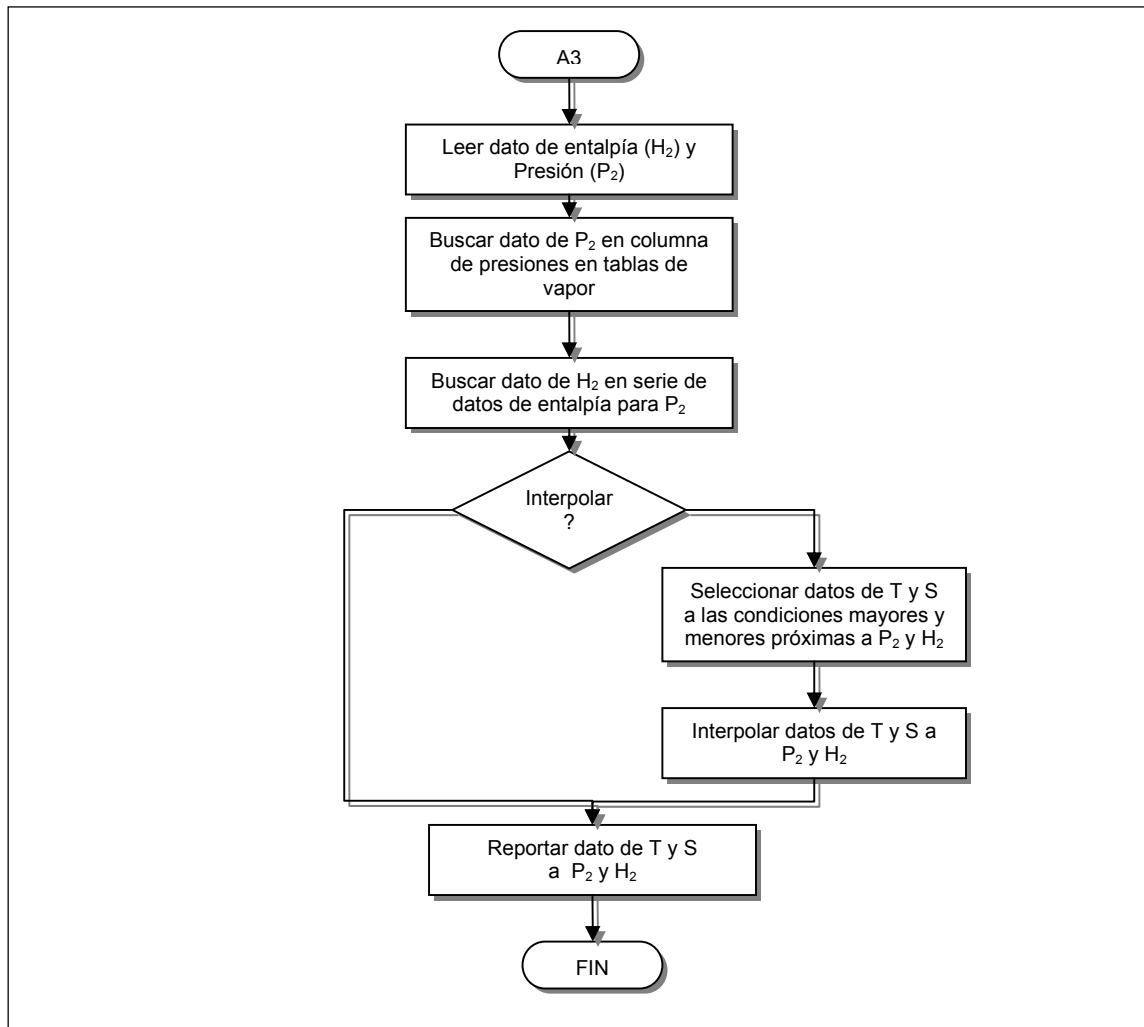 A3
Leer dato de entalpía (H₂) y
Presión (P₂)
Buscar dato de P₂ en columna
de presiones en tablas de
vapor
Buscar dato de H₂ en serie de
datos de entalpía para P₂
Interpolar
?
Seleccionar datos de T y S
a las condiciones mayores y
menores próximas a P₂ y H₂
Interpolar datos de T y S a
P₂ y H₂
Reportar dato de T y S
a P₂ y H₂
FIN